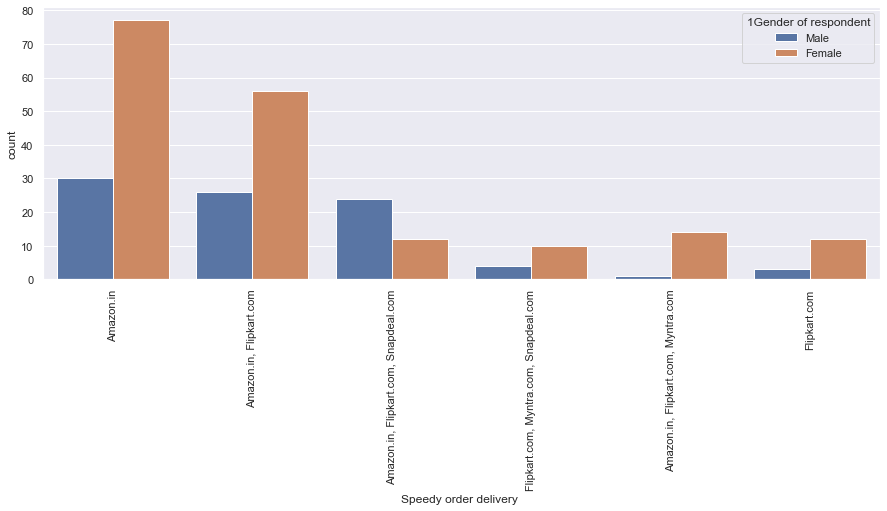 80
70
60
50
40
30
20
10
0
count
1Gender of respondent
Male
Female
Amazon.in
Amazon.in, Flipkart.com
Amazon.in, Flipkart.com, Snapdeal.com
Flipkart.com, Myntra.com, Snapdeal.com
Amazon.in, Flipkart.com, Myntra.com
Flipkart.com
Speedy order delivery